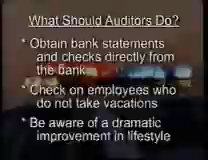 What Should Auditors Do?
* Obtain bank statements
and checks directly from
the bank
* Check on employees who
do not take vacations
* Be aware of a dramatic
improvement in lifestyle